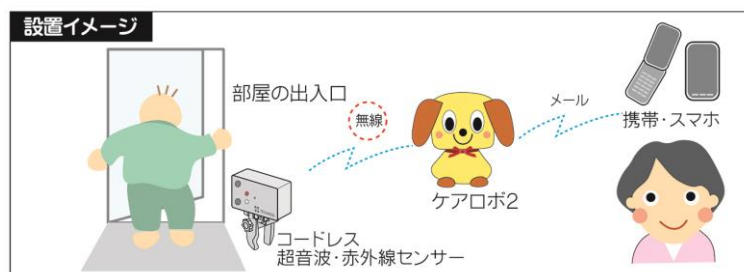 設置イメージ
部屋の出入口
無線
メール
携帯・スマホ
ケアロボ2
コードレス
超音波・赤外線センサー